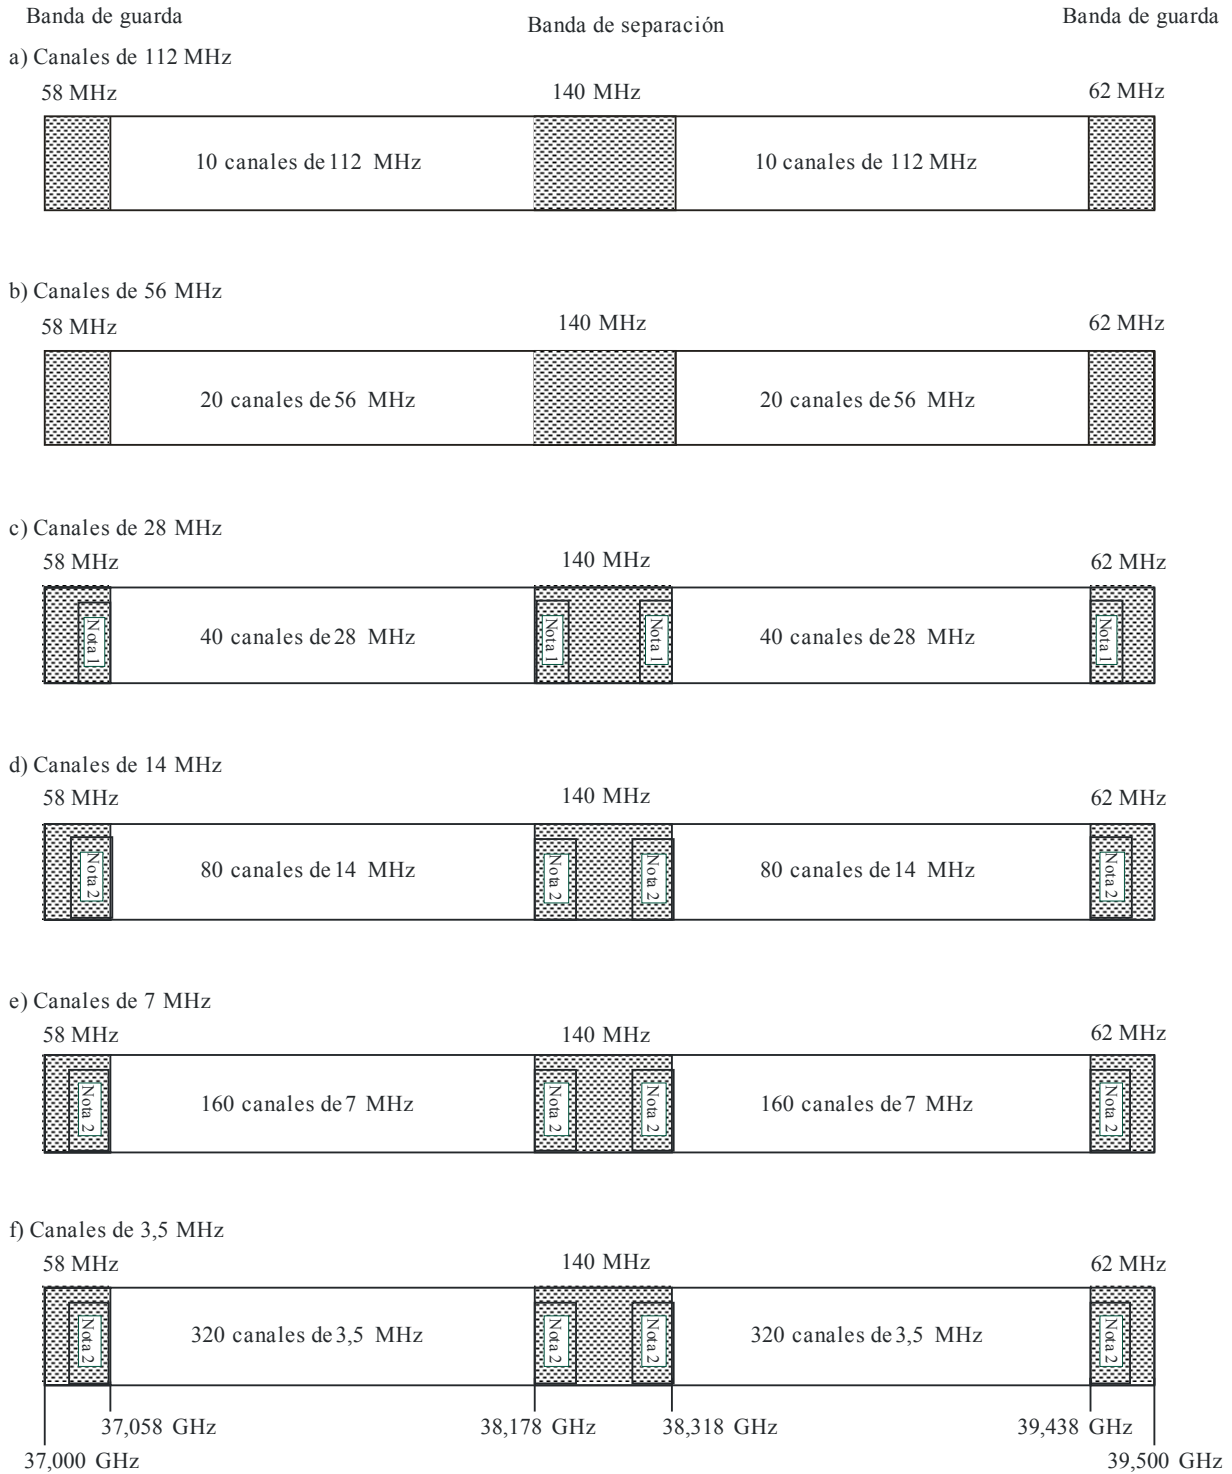 Banda de guarda Banda de separación Banda de guarda
a) Canales de 112 MHz
58 MHz 140 MHz 62 MHz
10 canales de 112 MHz 10 canales de 112 MHz
b) Canales de 56 MHz
58 MHz 140 MHz 62 MHz
20 canales de 56 MHz 20 canales de 56 MHz
c) Canales de 28 MHz
58 MHz 140 MHz 62 MHz
Nota 1 40 canales de 28 MHz Nota 1 Nota 1 40 canales de 28 MHz Nota 1
d) Canales de 14 MHz
58 MHz 140 MHz 62 MHz
Nota 2 80 canales de 14 MHz Nota 2 Nota 2 80 canales de 14 MHz Nota 2
e) Canales de 7 MHz
58 MHz 140 MHz 62 MHz
Nota 2 160 canales de 7 MHz Nota 2 Nota 2 160 canales de 7 MHz Nota 2
f) Canales de 3,5 MHz
58 MHz 140 MHz 62 MHz
Nota 2 320 canales de 3,5 MHz Nota 2 Nota 2 320 canales de 3,5 MHz Nota 2
37,058 GHz 38,178 GHz 38,318 GHz 39,438 GHz
37,000 GHz 39,500 GHz